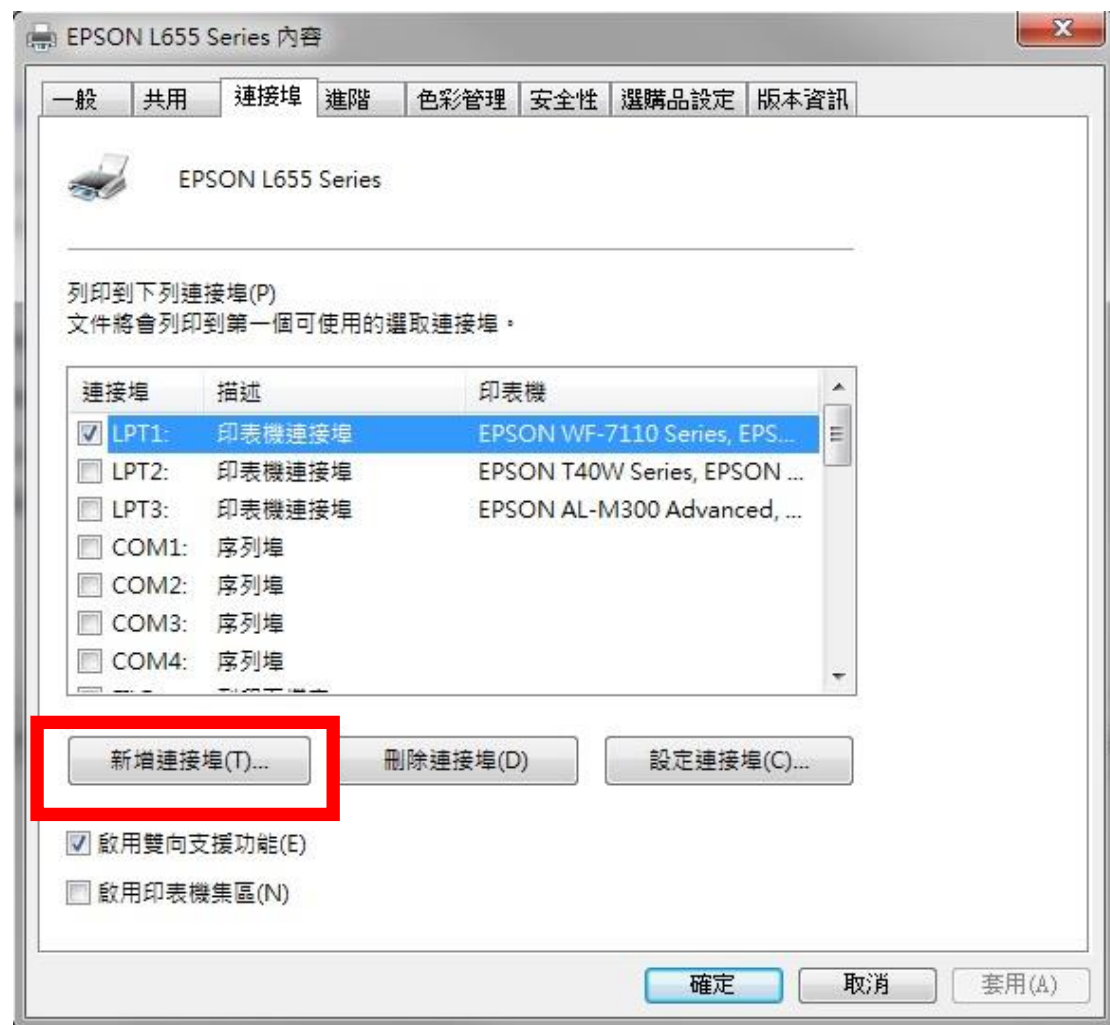 EPSON L655 Series 內容
一般 共用 連接埠 進階 色彩管理 安全性 選購品設定 版本資訊
EPSON L655 Series
列印到下列連接埠(P)
文件將會列印到第一個可使用的選取連接埠。
連接埠 描述 印表機
LPT1: 印表機連接埠 EPSON WF-7110 Series, EPS...
LPT2: 印表機連接埠 EPSON T40W Series, EPSON ...
LPT3: 印表機連接埠 EPSON AL-M300 Advanced, ...
COM1: 序列埠
COM2: 序列埠
COM3: 序列埠
COM4: 序列埠
新增連接埠(T)... 刪除連接埠(D) 設定連接埠(C)...
啟用雙向支援功能(E)
啟用印表機集區(N)
確定 取消 套用(A)